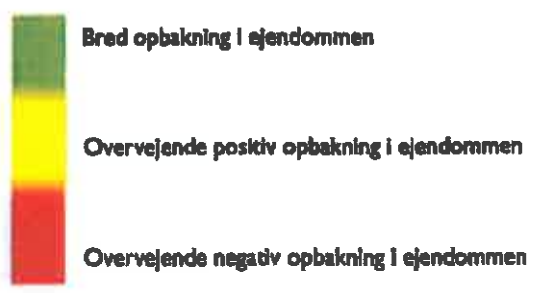 Bred opbakning i ejendommen
Overvejende positiv opbakning i ejendommen
Overvejende negativ opbakning i ejendommen